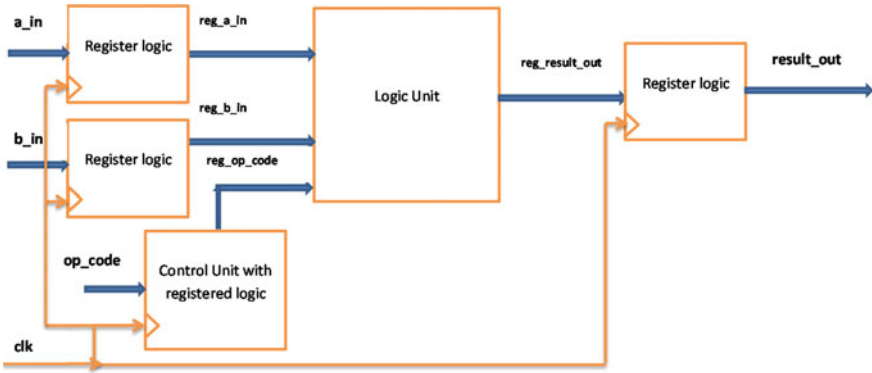 a_in
Register logic
reg_a_in
b_in
Register logic
reg_b_in
reg_op_code
Logic Unit
reg_result_out
Register logic
result_out
op_code
Control Unit with
registered logic
clk